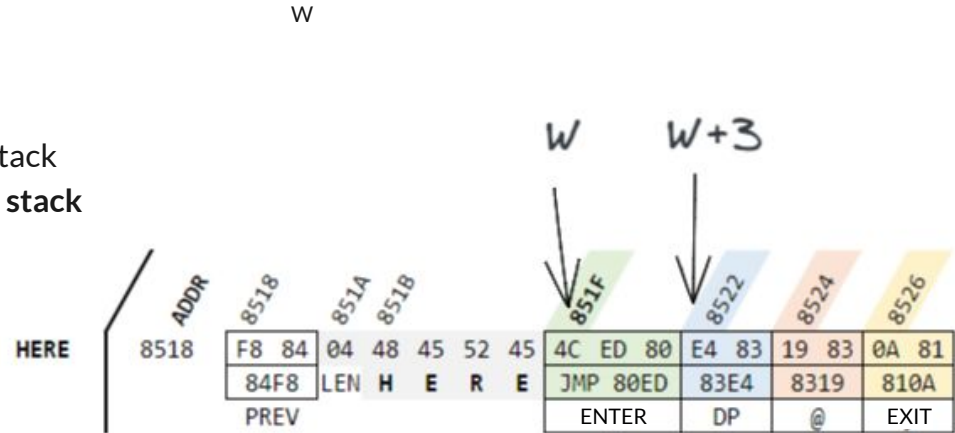 W
W W+3
tack
stack
ADDR 8518 851A 851B 851F 8522 8524 8526
HERE 8518 F8 84 04 48 45 52 45 4C ED 80 E4 83 19 83 0A 81
84F8 LEN H E R E JMP 80ED 83E4 8319 810A
PREV ENTER DP @ EXIT